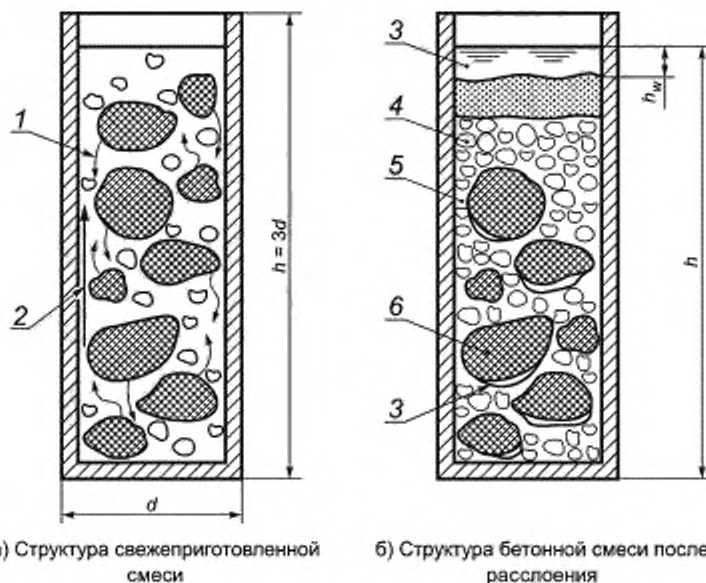 1
2
h = 3d
d
3
4
5
6
3
h_w
h
) Структура свежеприготовленной
смеси
б) Структура бетонной смеси после
расслоения